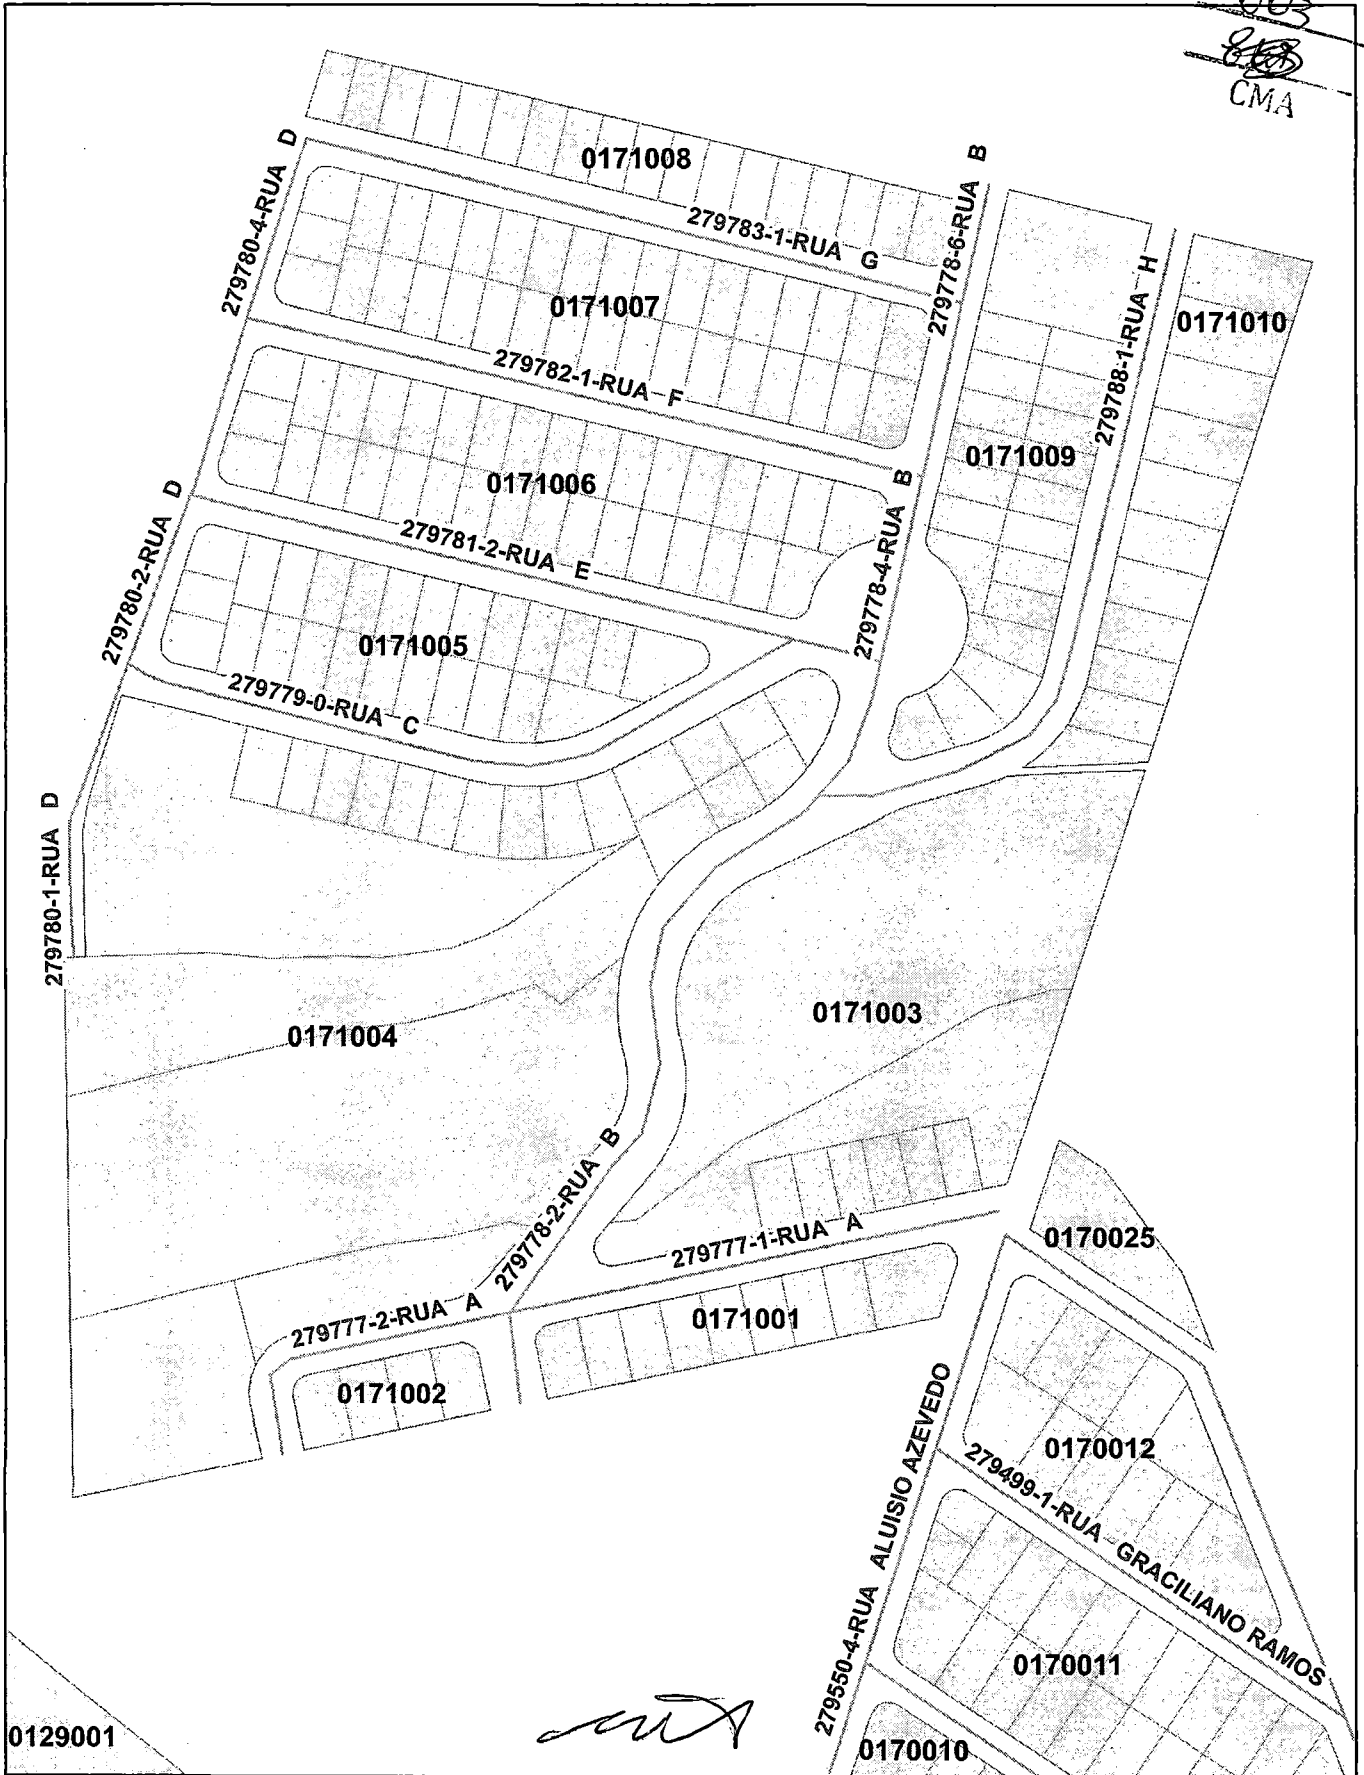 003
CMA
0171008
279780-4-RUA D
279783-1-RUA G
279778-6-RUA B
279788-1-RUA H
0171010
0171007
279782-1-RUA F
0171009
0171006
279778-4-RUA B
279780-2-RUA D
279781-2-RUA E
0171005
279779-0-RUA C
279780-1-RUA D
0171003
0171004
279778-2-RUA B
279777-1-RUA A
0170025
279777-2-RUA A
0171001
0171002
279550-4-RUA ALUISIO AZEVEDO
0170012
279499-1-RUA GRACILIANO RAMOS
0170011
0129001
0170010